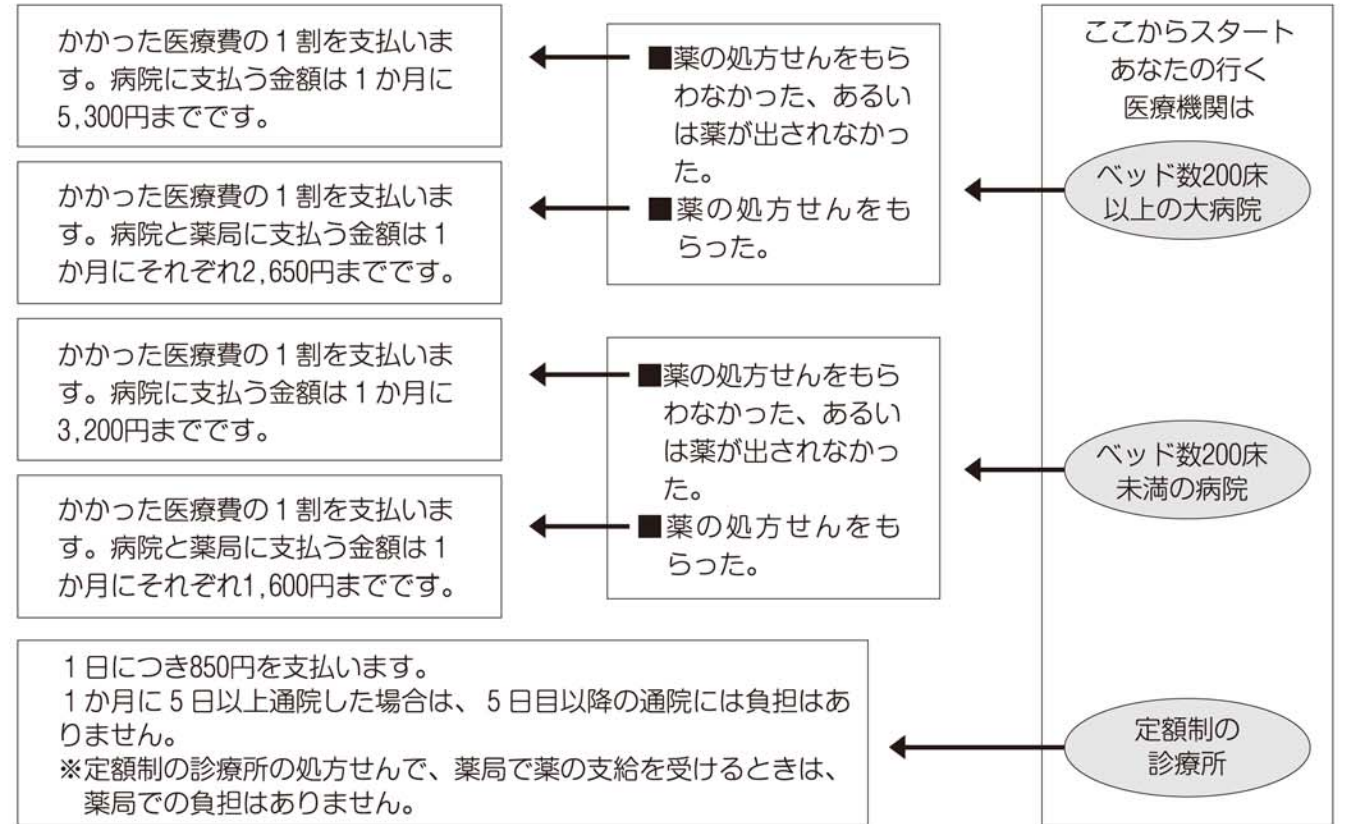 ここからスタート
あなたの行く
医療機関は
ベッド数200床
以上の大病院
■薬の処方せんをもら
わなかった、あるい
は薬が出されなかっ
た。
■薬の処方せんをも
らった。
かかった医療費の1割を支払いま
す。病院に支払う金額は1か月に
5,300円までです。
かかった医療費の1割を支払いま
す。病院と薬局に支払う金額は1
か月にそれぞれ2,650円までです。
ベッド数200床
未満の病院
■薬の処方せんをもら
わなかった、あるい
は薬が出されなかっ
た。
■薬の処方せんをも
らった。
かかった医療費の1割を支払いま
す。病院に支払う金額は1か月に
3,200円までです。
かかった医療費の1割を支払いま
す。病院と薬局に支払う金額は1
か月にそれぞれ1,600円までです。
定額制の
診療所
1日につき850円を支払います。
1か月に5日以上通院した場合は、5日目以降の通院には負担はあ
りません。
※定額制の診療所の処方せんで、薬局で薬の支給を受けるときは、
薬局での負担はありません。